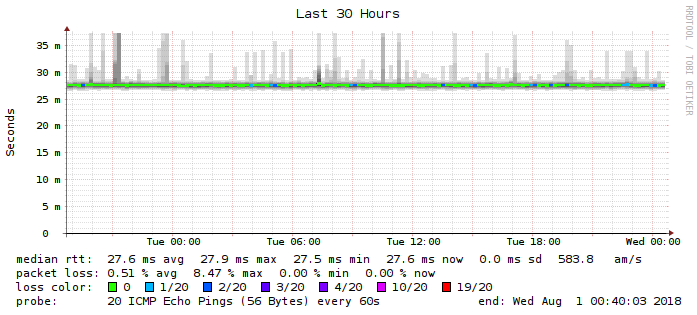 Last 30 Hours
RRDTOOL / TOBI OETIKER
Seconds
35 m
30 m
25 m
20 m
15 m
10 m
5 m
0
Tue 00:00 Tue 06:00 Tue 12:00 Tue 18:00 Wed 00:00
median rtt: 27.6 ms avg 27.9 ms max 27.5 ms min 27.6 ms now 0.0 ms sd 583.8 am/s
packet loss: 0.51 % avg 8.47 % max 0.00 % min 0.00 % now
loss color: 0 1/20 2/20 3/20 4/20 10/20 19/20
probe: 20 ICMP Echo Pings (56 Bytes) every 60s end: Wed Aug 1 00:40:03 2018